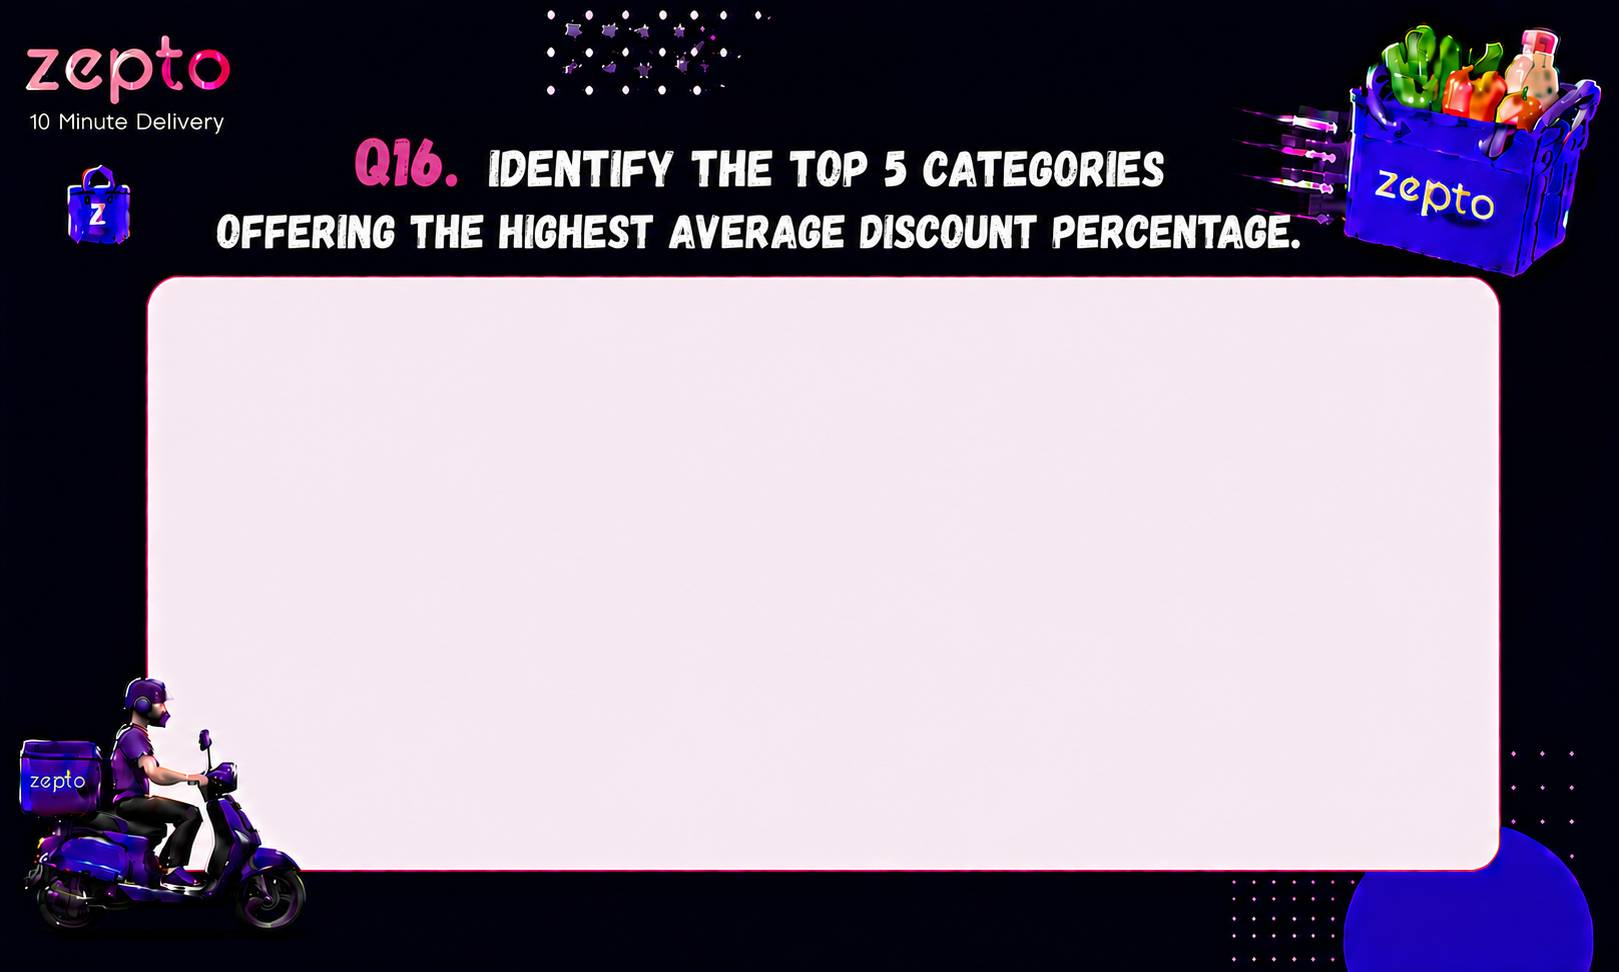 zepto
10 Minute Delivery
Z
Q16. IDENTIFY THE TOP 5 CATEGORIES
OFFERING THE HIGHEST AVERAGE DISCOUNT PERCENTAGE.
zepto
zepto